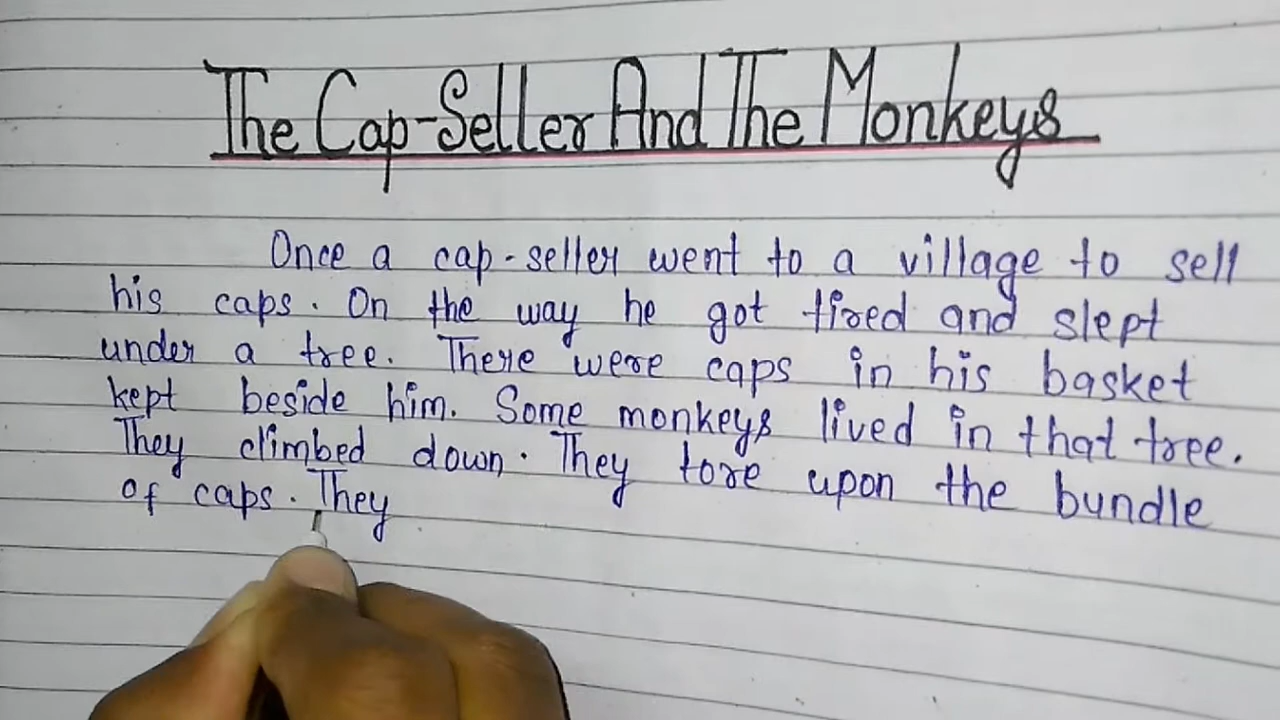 The Cap-Seller And The Monkeys
Once a cap-seller went to a village to sell
his caps. On the way he got tired and slept
under a tree. There were caps in his basket
kept beside him. Some monkeys lived in that tree.
They climbed down. They tore upon the bundle
of caps. They